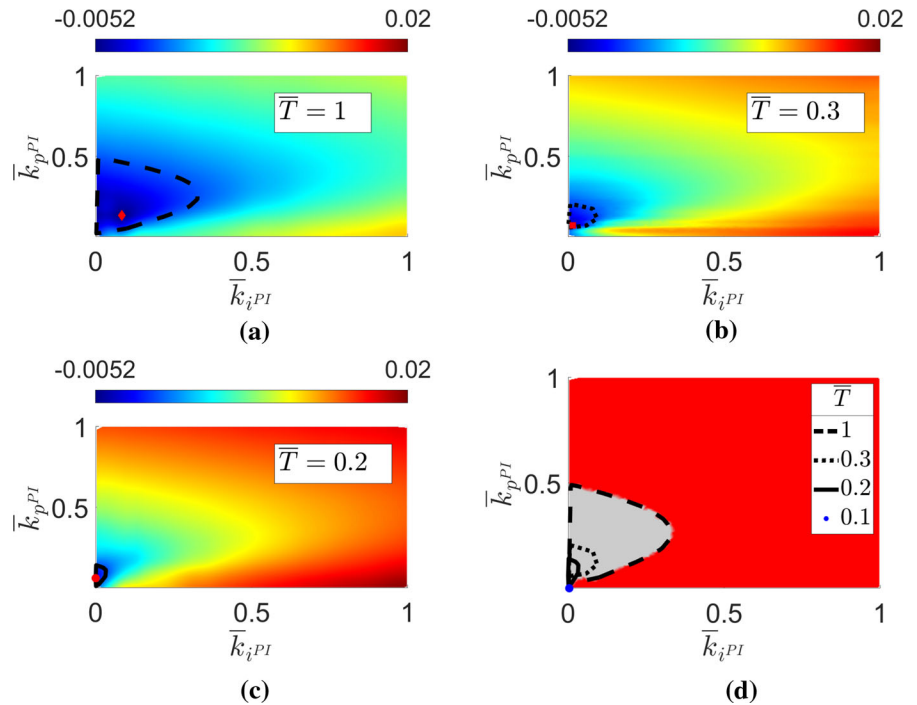 -0.0052 0.02
1
0.5
0 0.5 1
k̄_{p^{PI}}
k̄_{i^{PI}}
T̄ = 1
(a)
-0.0052 0.02
1
0.5
0 0.5 1
k̄_{p^{PI}}
k̄_{i^{PI}}
T̄ = 0.3
(b)
-0.0052 0.02
1
0.5
0 0.5 1
k̄_{p^{PI}}
k̄_{i^{PI}}
T̄ = 0.2
(c)
1
0.5
0 0.5 1
k̄_{p^{PI}}
k̄_{i^{PI}}
T̄
1
0.3
0.2
0.1
(d)